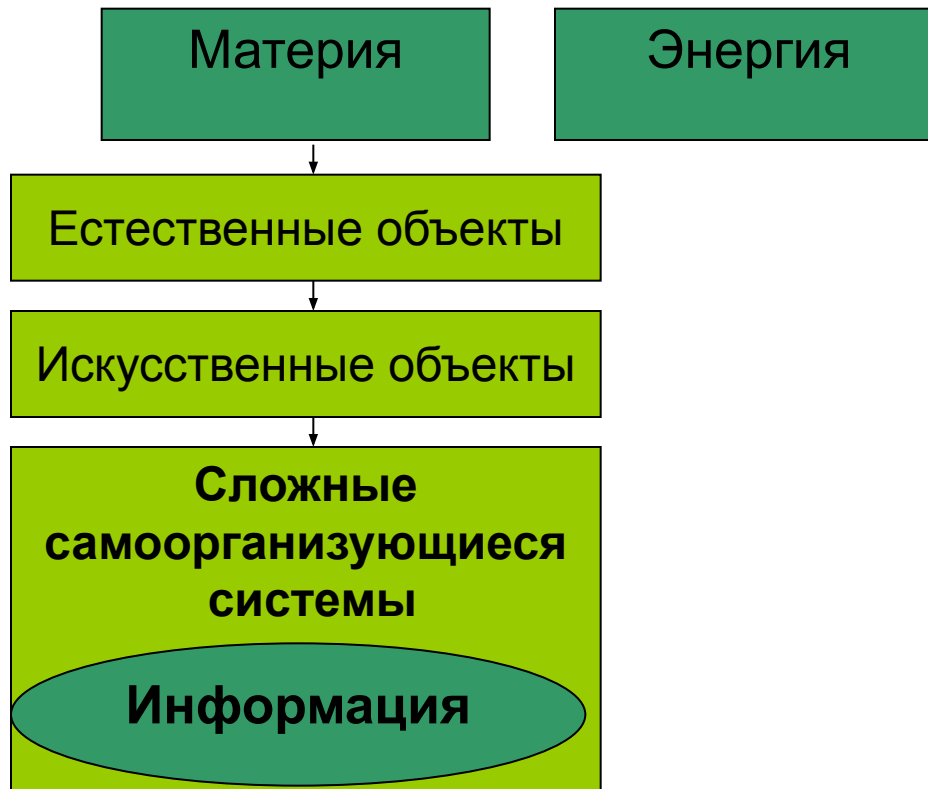 Материя
Энергия
Естественные объекты
Искусственные объекты
Сложные
самоорганизующиеся
системы
Информация